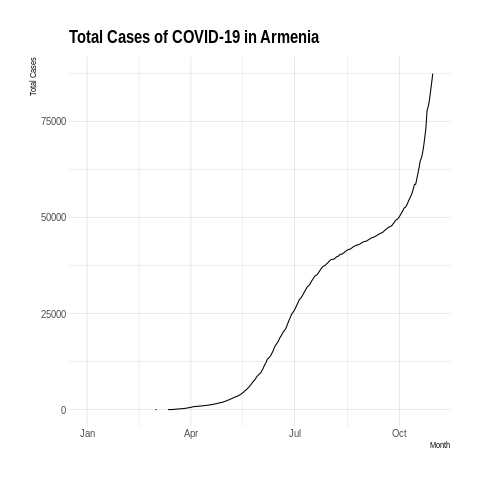 Total Cases of COVID-19 in Armenia
Total Cases
75000
50000
25000
0
Jan Apr Jul Oct
Month